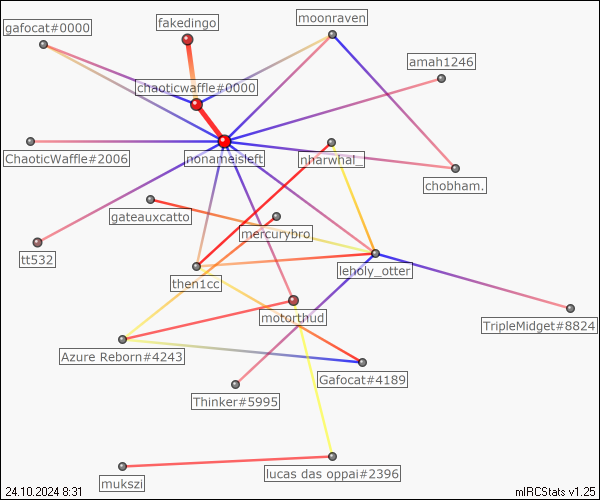 moonraven
fakedingo
gafocat#0000
amah1246
chaoticwaffle#0000
ChaoticWaffle#2006
nonameisleft
nharwhal_
chobham.
gateauxcatto
mercurybro
tt532
leholy_otter
then1cc
motorthud
TripleMidget#8824
Azure Reborn#4243
Gafocat#4189
Thinker#5995
lucas das oppai#2396
mukszi
24.10.2024 8:31
mIRCStats v1.25